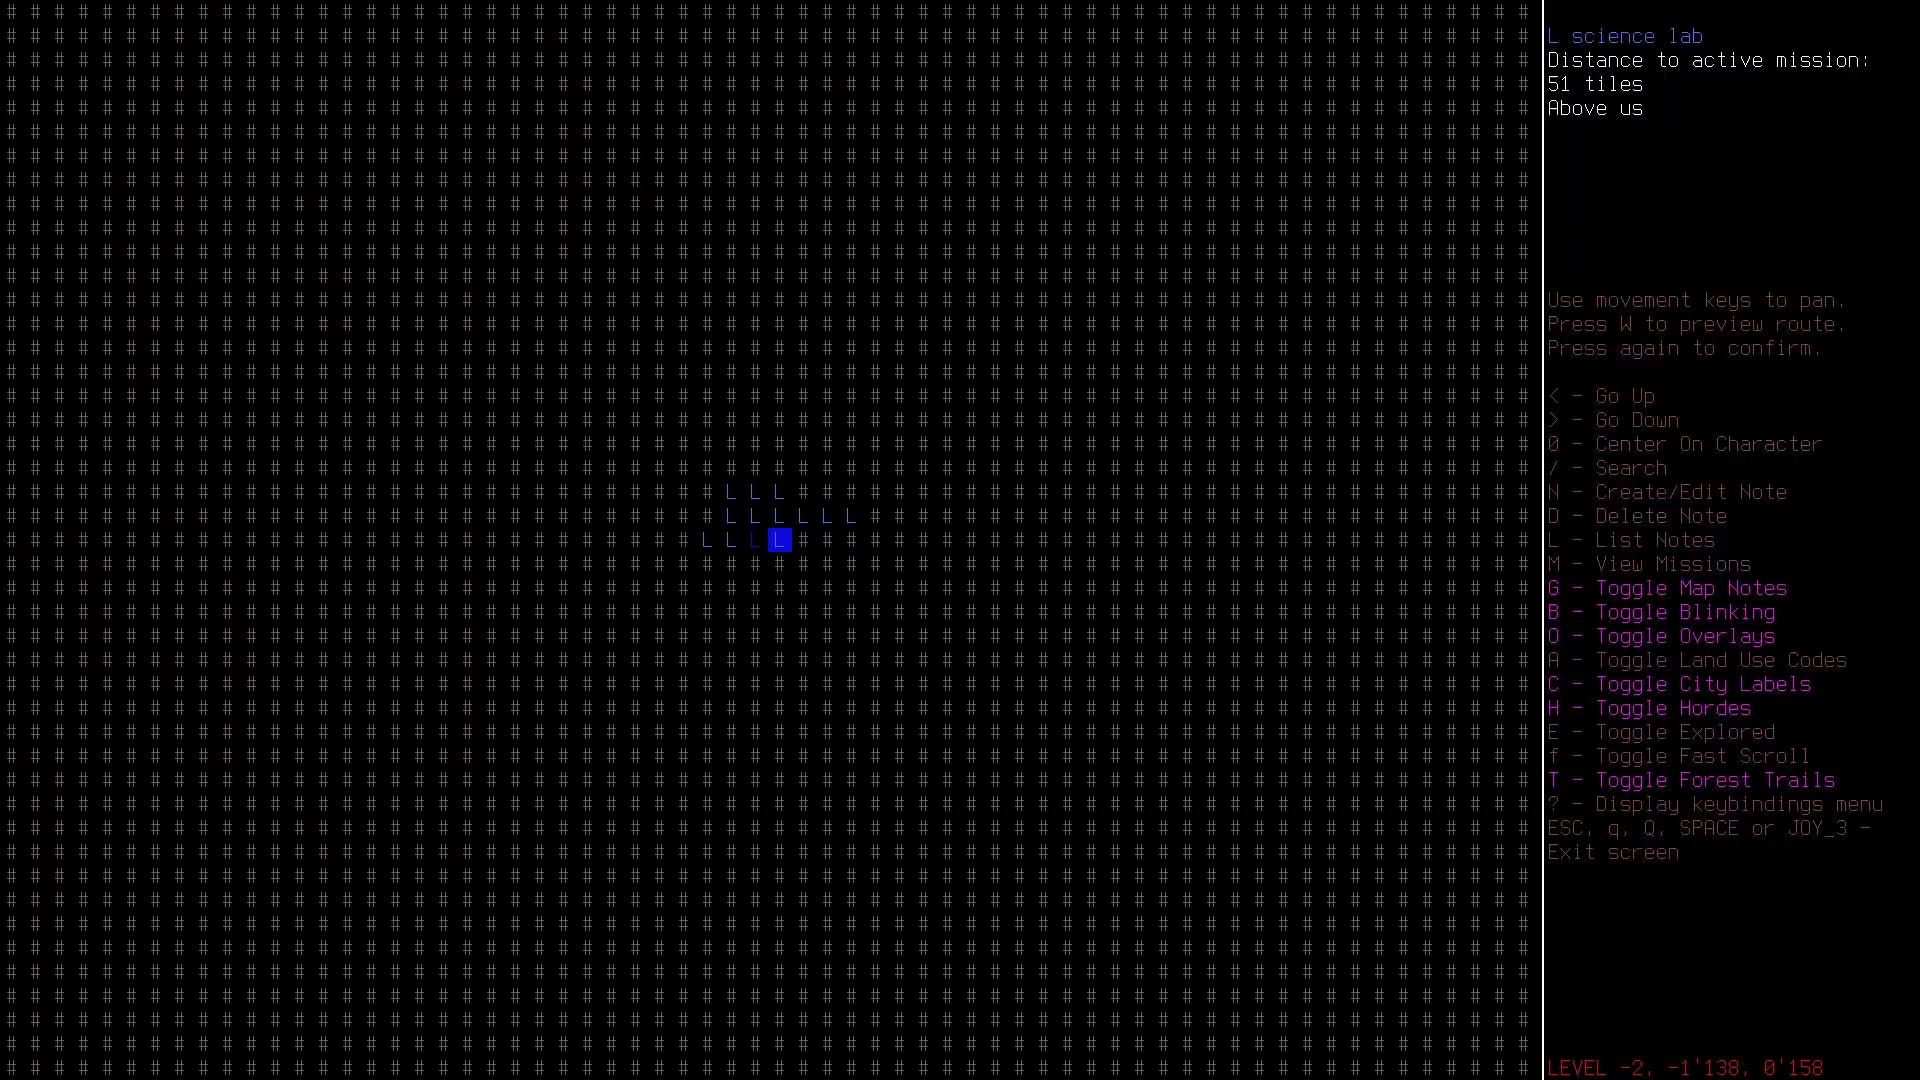 L science lab
Distance to active mission:
51 tiles
Above us
Use movement keys to pan.
Press W to preview route.
Press again to confirm.
< - Go Up
> - Go Down
0 - Center On Character
/ - Search
L L L
N - Create/Edit Note
L L L L L L
D - Delete Note
L L L L
L - List Notes
M - View Missions
G - Toggle Map Notes
B - Toggle Blinking
O - Toggle Overlays
A - Toggle Land Use Codes
C - Toggle City Labels
H - Toggle Hordes
E - Toggle Explored
f - Toggle Fast Scroll
T - Toggle Forest Trails
? - Display keybindings menu
ESC, q, Q, SPACE or JOY_3 -
Exit screen
LEVEL -2, -1'138, 0'158